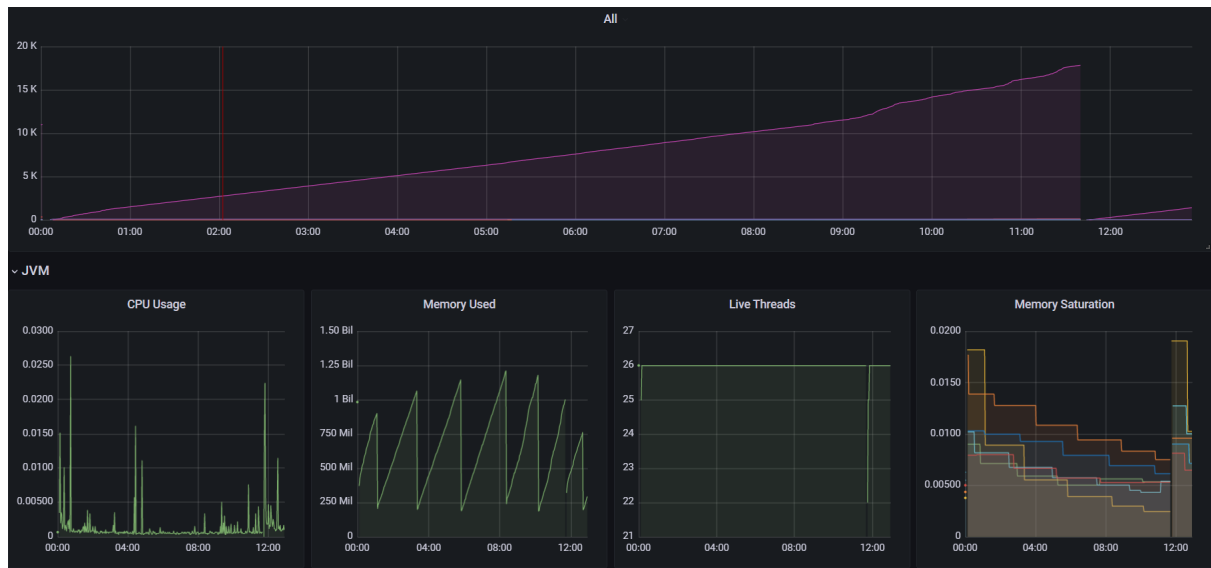 All
20 K
15 K
10 K
5 K
0
00:00 01:00 02:00 03:00 04:00 05:00 06:00 07:00 08:00 09:00 10:00 11:00 12:00
JVM
CPU Usage
0.0300
0.0250
0.0200
0.0150
0.0100
0.00500
0
00:00 04:00 08:00 12:00
Memory Used
1.50 Bil
1.25 Bil
1 Bil
750 Mil
500 Mil
250 Mil
0
00:00 04:00 08:00 12:00
Live Threads
27
26
25
24
23
22
21
00:00 04:00 08:00 12:00
Memory Saturation
0.0200
0.0150
0.0100
0.00500
0
00:00 04:00 08:00 12:00